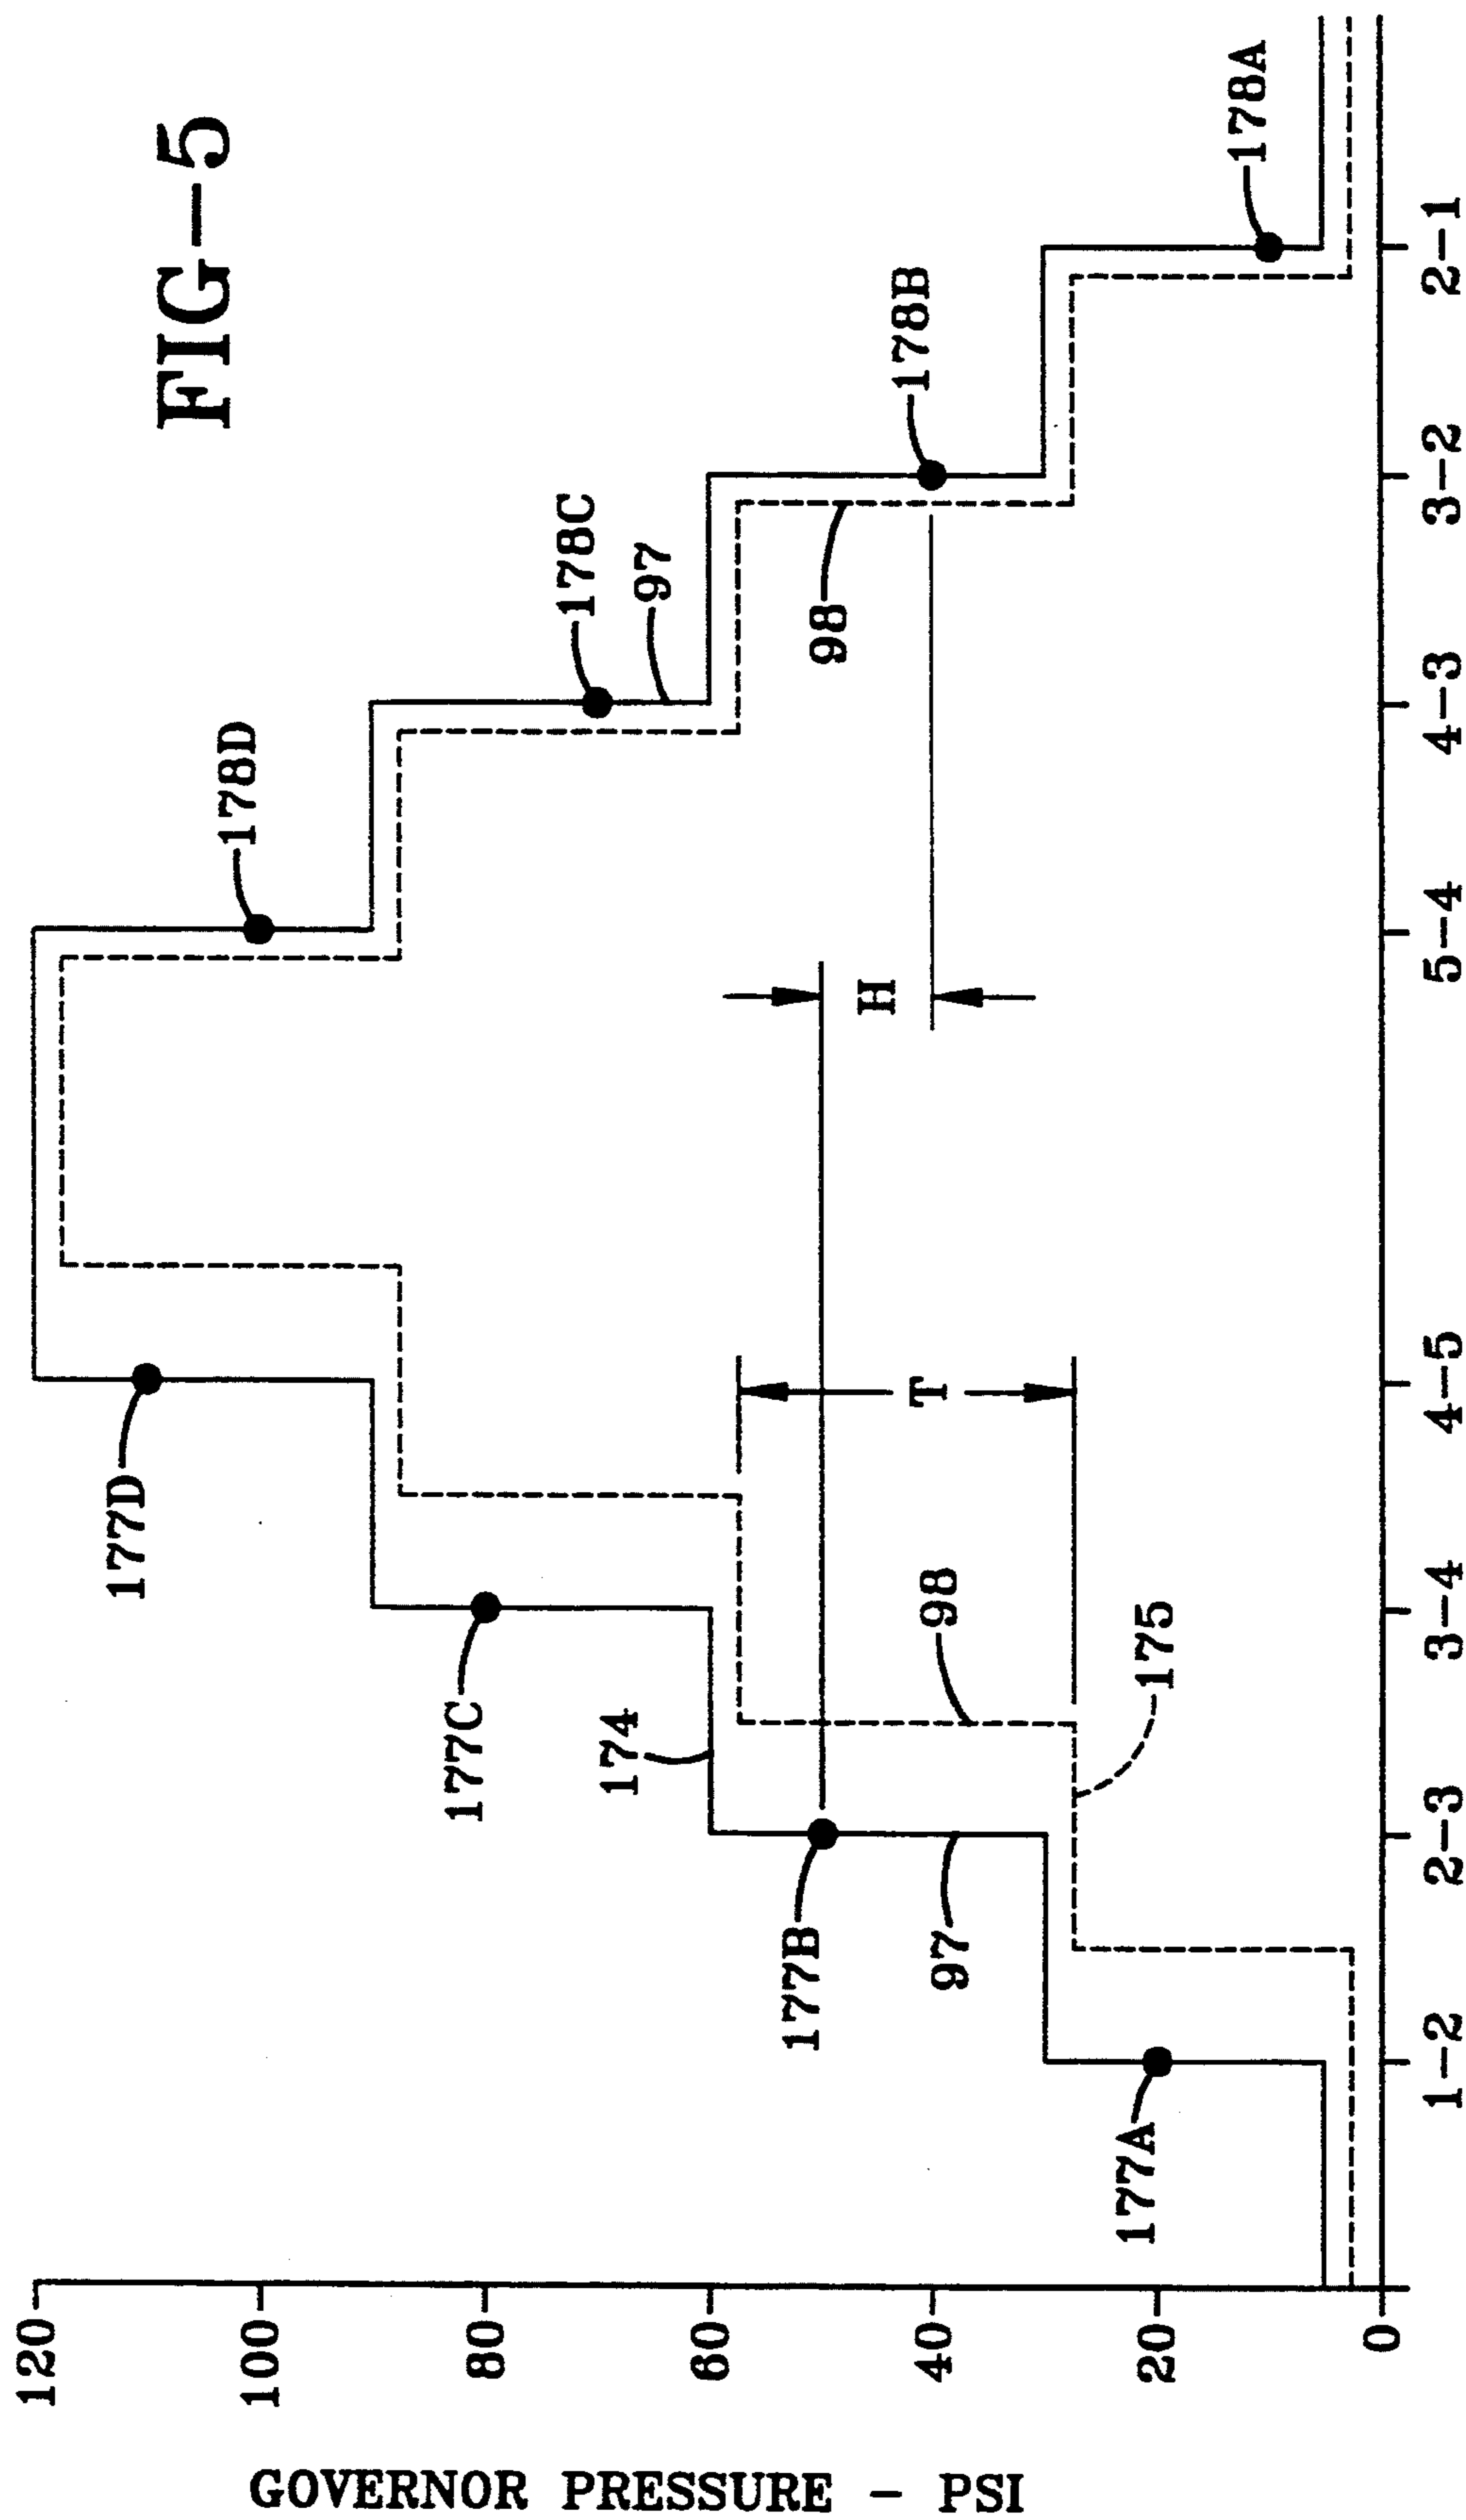 FIG-5
GOVERNOR PRESSURE - PSI
120
100
80
60
40
20
0
177D
178D
177C
178C
174
97
177B
98
178B
H
T
97
98
177A
175
178A
1-2
2-3
3-4
4-5
5-4
4-3
3-2
2-1